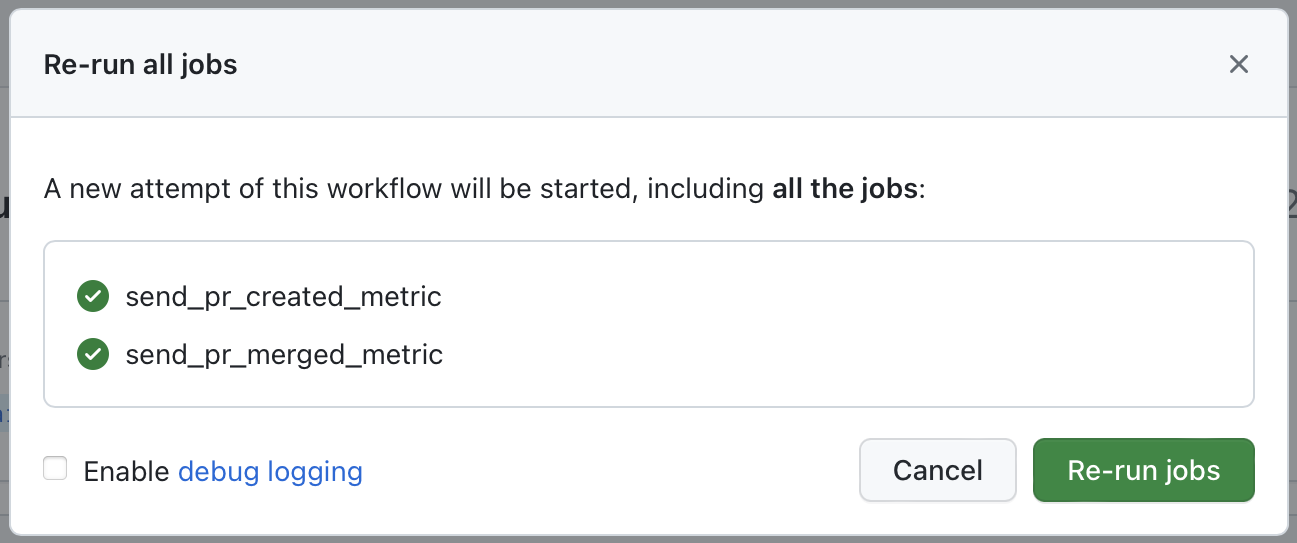 Re-run all jobs
A new attempt of this workflow will be started, including all the jobs:
send_pr_created_metric
send_pr_merged_metric
Enable debug logging
Cancel
Re-run jobs